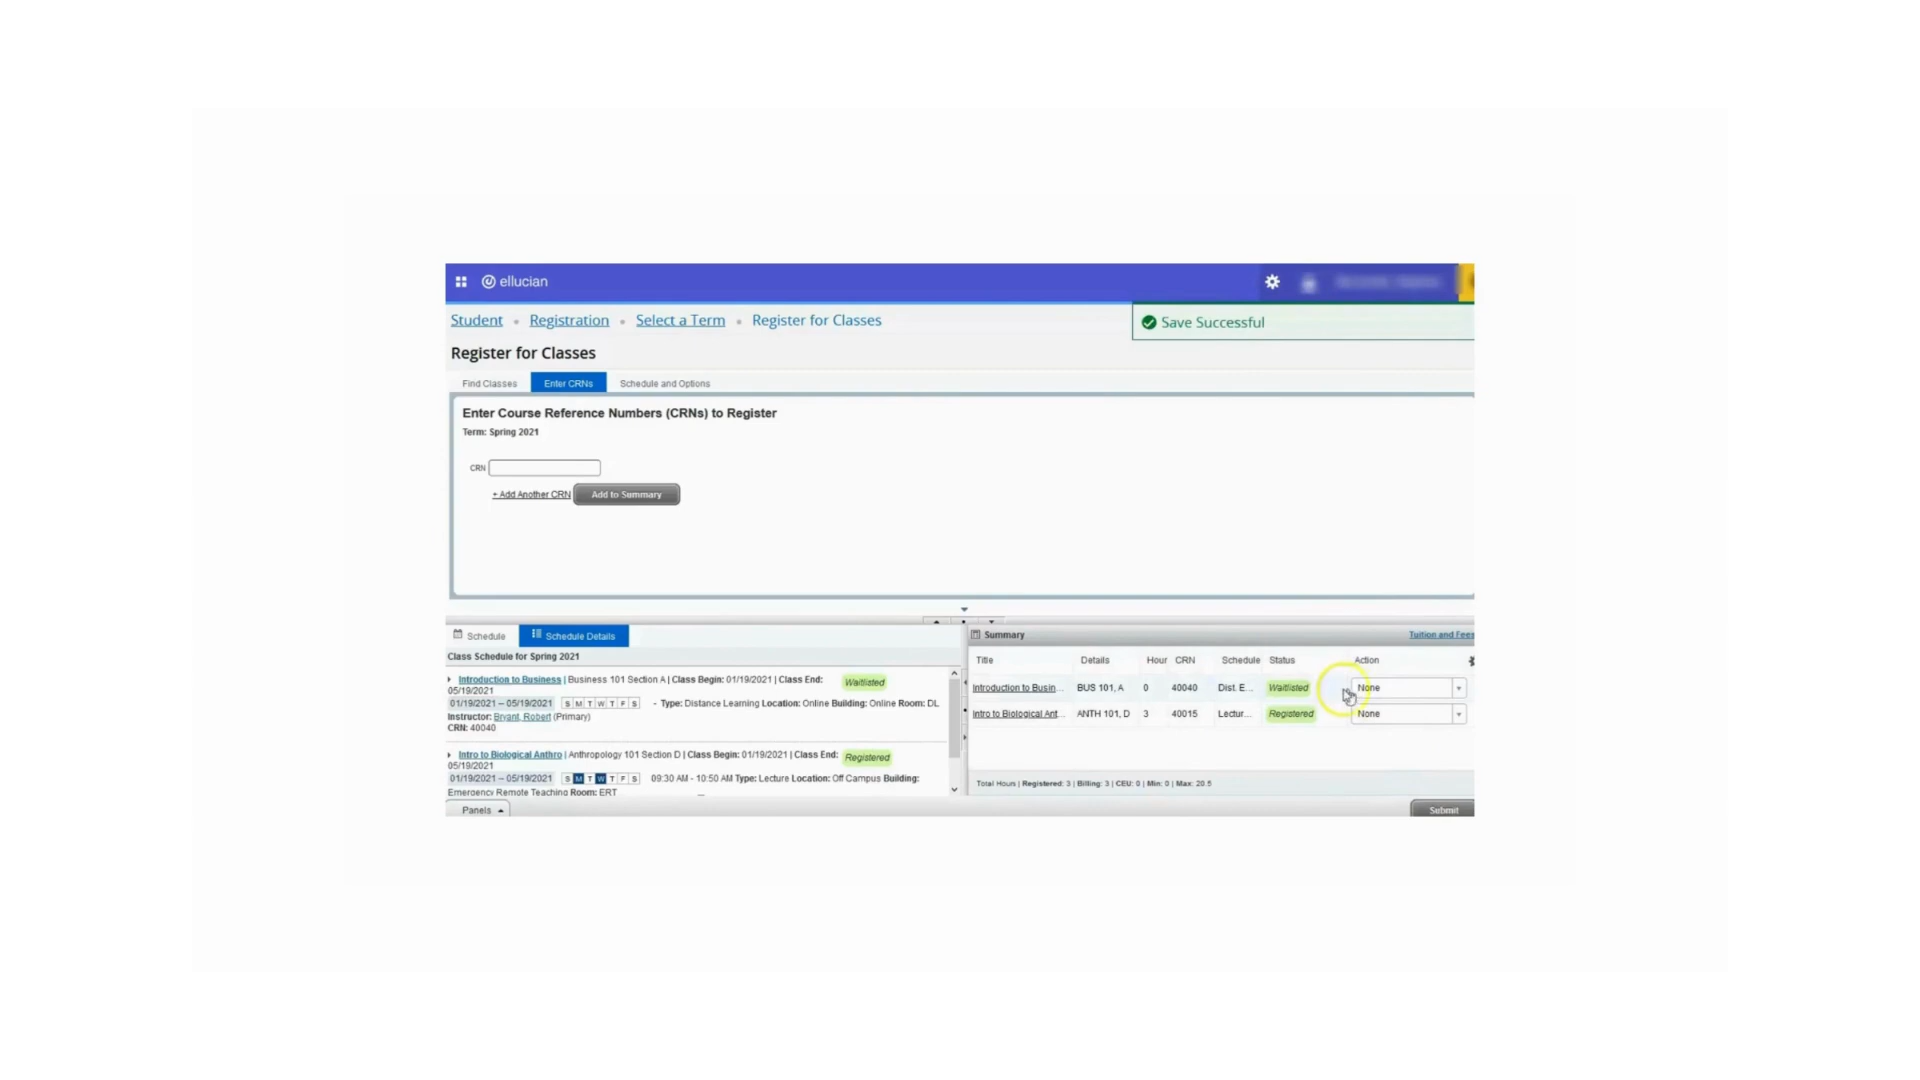 ellucian
Student • Registration • Select a Term • Register for Classes
Save Successful
Register for Classes
Find Classes Enter CRNs Schedule and Options
Enter Course Reference Numbers (CRNs) to Register
Term: Spring 2021
CRN
+ Add Another CRN Add to Summary
Schedule Schedule Details
Class Schedule for Spring 2021
Introduction to Business | Business 101 Section A | Class Begin: 01/19/2021 | Class End: Waitlisted
05/19/2021
01/19/2021 -- 05/19/2021 S M T W T F S - Type: Distance Learning Location: Online Building: Online Room: DL
Instructor: Bryant, Robert (Primary)
CRN: 40040
Intro to Biological Anthro | Anthropology 101 Section D | Class Begin: 01/19/2021 | Class End: Registered
05/19/2021
01/19/2021 -- 05/19/2021 S M T W T F S 09:30 AM - 10:50 AM Type: Lecture Location: Off Campus Building:
Emergency Remote Teaching Room: ERT
Summary Tuition and Fees
Title Details Hour CRN Schedule Status Action
Introduction to Busin... BUS 101, A 0 40040 Dist. E... Waitlisted None
Intro to Biological Ant... ANTH 101, D 3 40015 Lectur... Registered None
Total Hours | Registered: 3 | Billing: 3 | CEU: 0 | Min: 0 | Max: 20.5
Panels Submit